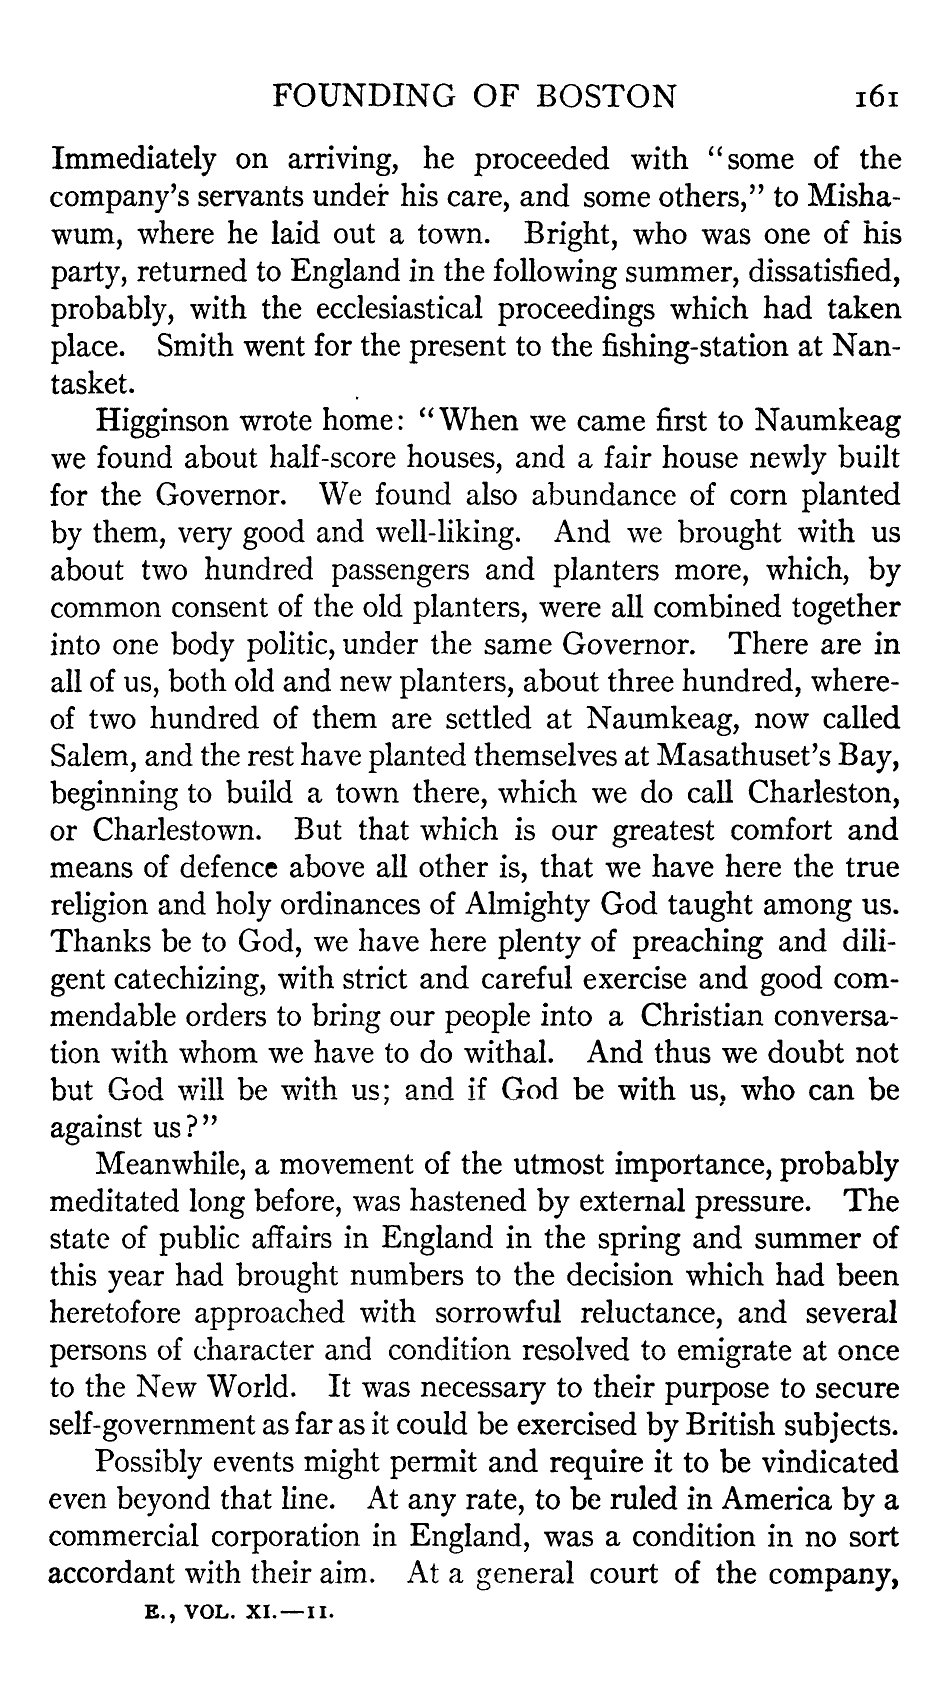 FOUNDING OF BOSTON 161
Immediately on arriving, he proceeded with “some of the
company’s servants under his care, and some others,” to Misha-
wum, where he laid out a town. Bright, who was one of his
party, returned to England in the following summer, dissatisfied,
probably, with the ecclesiastical proceedings which had taken
place. Smith went for the present to the fishing-station at Nan-
tasket.
Higginson wrote home: “When we came first to Naumkeag
we found about half-score houses, and a fair house newly built
for the Governor. We found also abundance of corn planted
by them, very good and well-liking. And we brought with us
about two hundred passengers and planters more, which, by
common consent of the old planters, were all combined together
into one body politic, under the same Governor. There are in
all of us, both old and new planters, about three hundred, where-
of two hundred of them are settled at Naumkeag, now called
Salem, and the rest have planted themselves at Masathuset’s Bay,
beginning to build a town there, which we do call Charleston,
or Charlestown. But that which is our greatest comfort and
means of defence above all other is, that we have here the true
religion and holy ordinances of Almighty God taught among us.
Thanks be to God, we have here plenty of preaching and dili-
gent catechizing, with strict and careful exercise and good com-
mendable orders to bring our people into a Christian conversa-
tion with whom we have to do withal. And thus we doubt not
but God will be with us; and if God be with us, who can be
against us?”
Meanwhile, a movement of the utmost importance, probably
meditated long before, was hastened by external pressure. The
state of public affairs in England in the spring and summer of
this year had brought numbers to the decision which had been
heretofore approached with sorrowful reluctance, and several
persons of character and condition resolved to emigrate at once
to the New World. It was necessary to their purpose to secure
self-government as far as it could be exercised by British subjects.
Possibly events might permit and require it to be vindicated
even beyond that line. At any rate, to be ruled in America by a
commercial corporation in England, was a condition in no sort
accordant with their aim. At a general court of the company,
E., VOL. XI.—11.